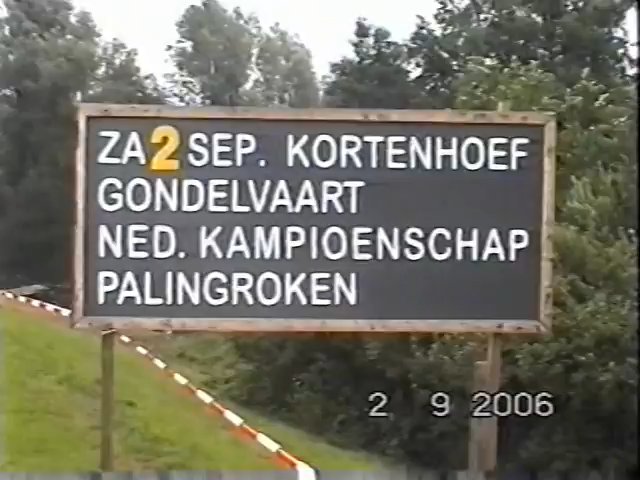 ZA 2 SEP. KORTENHOEF
GONDELVAART
NED. KAMPIOENSCHAP
PALINGROKEN
2 9 2006